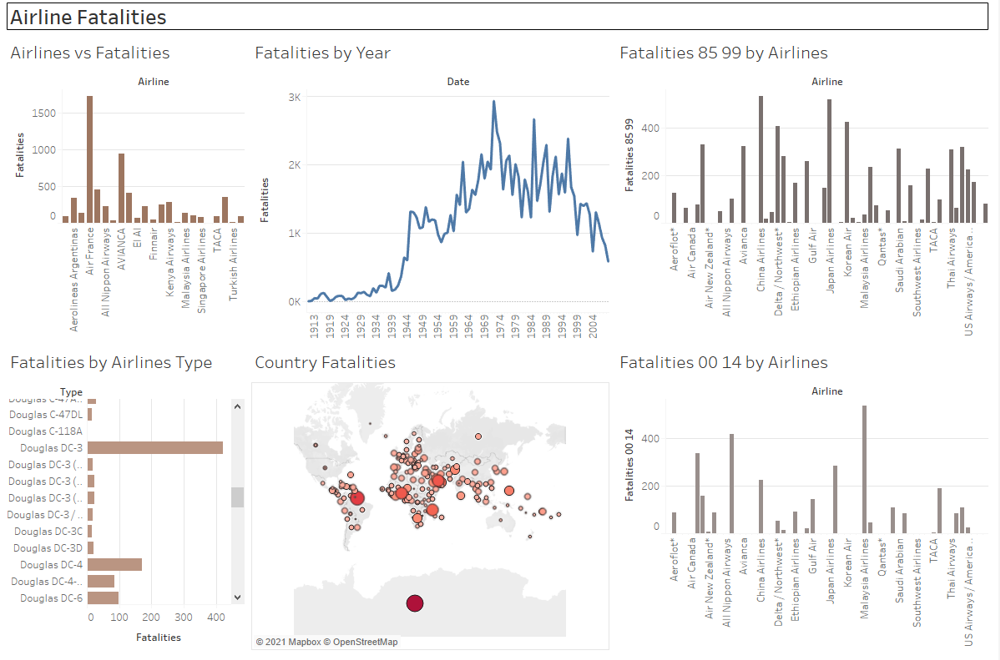 Airline Fatalities
Airlines vs Fatalities
Airline
Fatalities
1500
1000
500
0
Aerolineas Argentinas
Air France
All Nippon Airways
AVIANCA
El Al
Finnair
Kenya Airways
Malaysia Airlines
Singapore Airlines
TACA
Turkish Airlines
Fatalities by Year
Date
Fatalities
3K
2K
1K
0K
1913
1919
1924
1929
1934
1939
1944
1949
1954
1959
1964
1969
1974
1979
1984
1989
1994
1999
2004
Fatalities 85 99 by Airlines
Airline
Fatalities 85 99
400
200
0
Aeroflot*
Air Canada
Air New Zealand*
All Nippon Airways
Avianca
China Airlines
Delta / Northwest*
Ethiopian Airlines
Gulf Air
Japan Airlines
Korean Air
Malaysia Airlines
Qantas*
Saudi Arabian
Southwest Airlines
TACA
Thai Airways
US Airways / America ..
Fatalities by Airlines Type
Type
Douglas C-47A..
Douglas C-47DL
Douglas C-118A
Douglas DC-3
Douglas DC-3 (..
Douglas DC-3 (..
Douglas DC-3 (..
Douglas DC-3 / ..
Douglas DC-3C
Douglas DC-3D
Douglas DC-4
Douglas DC-4-..
Douglas DC-6
0 100 200 300 400
Fatalities
Country Fatalities
© 2021 Mapbox © OpenStreetMap
Fatalities 00 14 by Airlines
Airline
Fatalities 00 14
400
200
0
Aeroflot*
Air Canada
Air New Zealand*
All Nippon Airways
Avianca
China Airlines
Delta / Northwest*
Ethiopian Airlines
Gulf Air
Japan Airlines
Korean Air
Malaysia Airlines
Qantas*
Saudi Arabian
Southwest Airlines
TACA
Thai Airways
US Airways / America ..